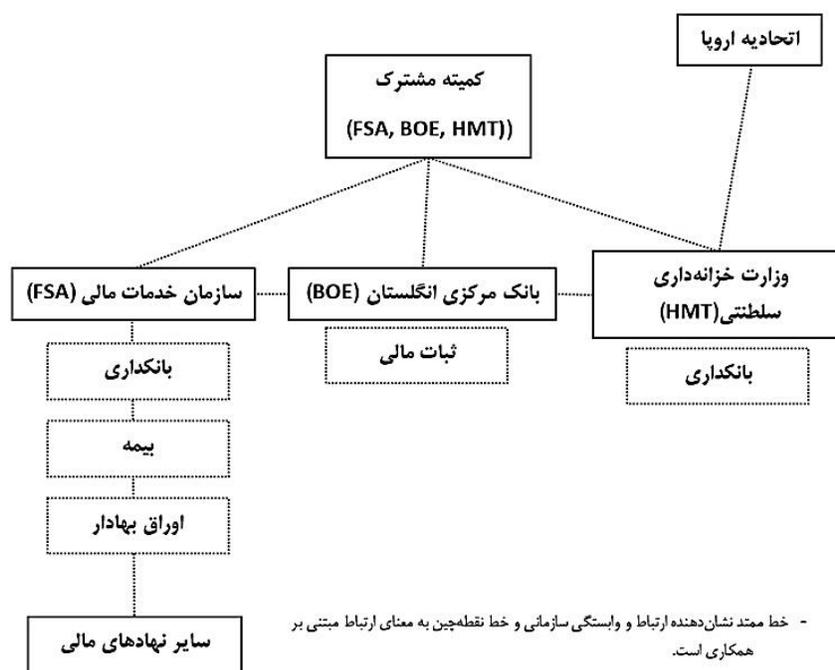 اتحادیه اروپا
کمیته مشترک
(FSA, BOE, HMT))
وزارت خزانه‌داری
سلطنتی(HMT)
بانک مرکزی انگلستان (BOE)
سازمان خدمات مالی (FSA)
بانکداری
ثبات مالی
بانکداری
بیمه
اوراق بهادار
سایر نهادهای مالی
- خط ممتد نشان‌دهنده ارتباط و وابستگی سازمانی و خط نقطه‌چین به معنای ارتباط مبتنی بر
همکاری است.